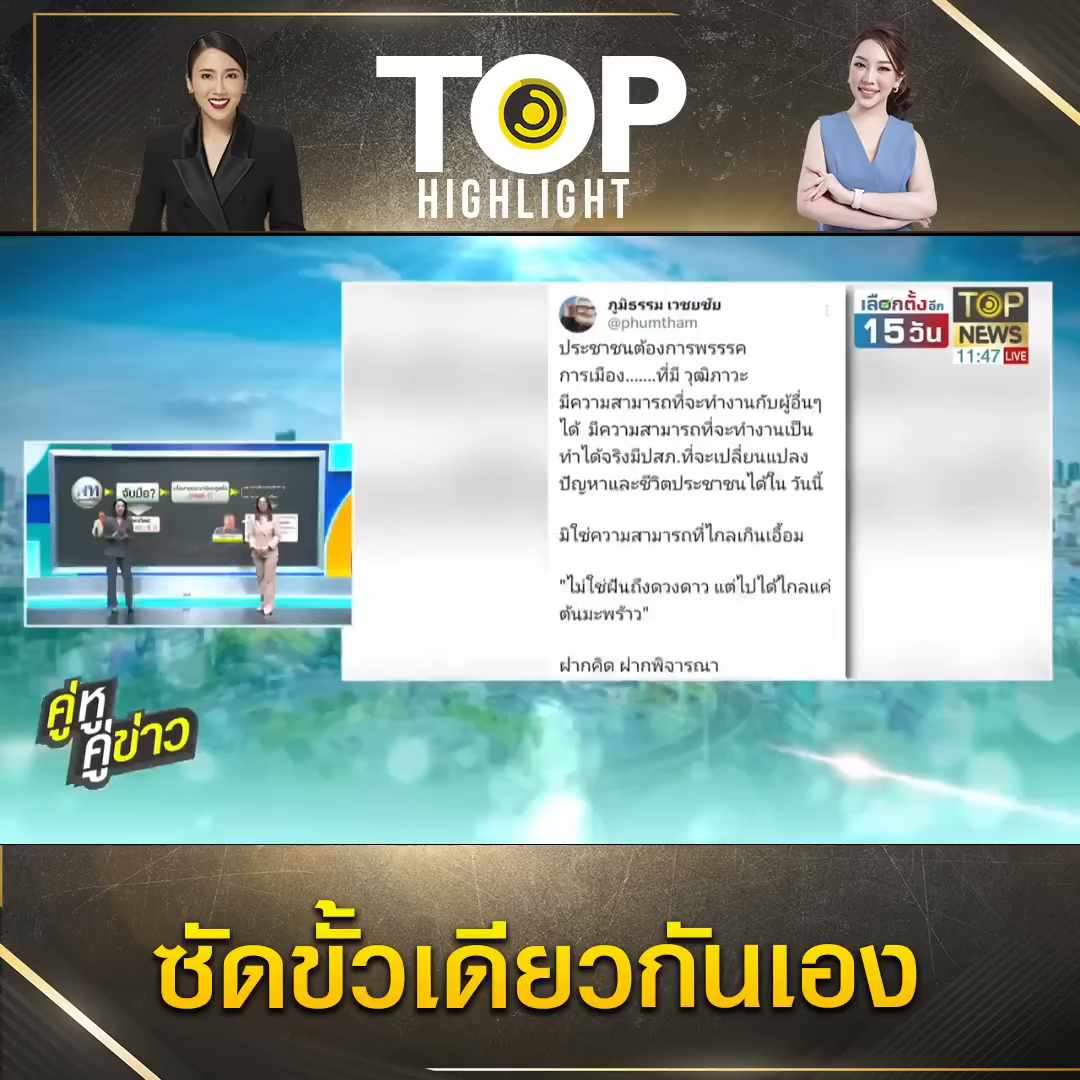 TOP
HIGHLIGHT
ภูมิธรรม เวชยชัย
@phumtham
ประชาชนต้องการพรรรค
การเมือง.......ที่มี วุฒิภาวะ
มีความสามารถที่จะทำงานกับผู้อื่นๆ
ได้ มีความสามารถที่จะทำงานเป็น
ทำได้จริงมีปสภ.ที่จะเปลี่ยนแปลง
ปัญหาและชีวิตประชาชนได้ใน วันนี้
มิใช่ความสามารถที่ไกลเกินเอื้อม
"ไม่ใช่ฝันถึงดวงดาว แต่ไปได้ไกลแค่
ต้นมะพร้าว"
ฝากคิด ฝากพิจารณา
เลือกตั้งอีก
15 วัน
TOP
NEWS
11:47 LIVE
จับมือ?
คู่หู
คู่ข่าว
ซัดขั้วเดียวกันเอง